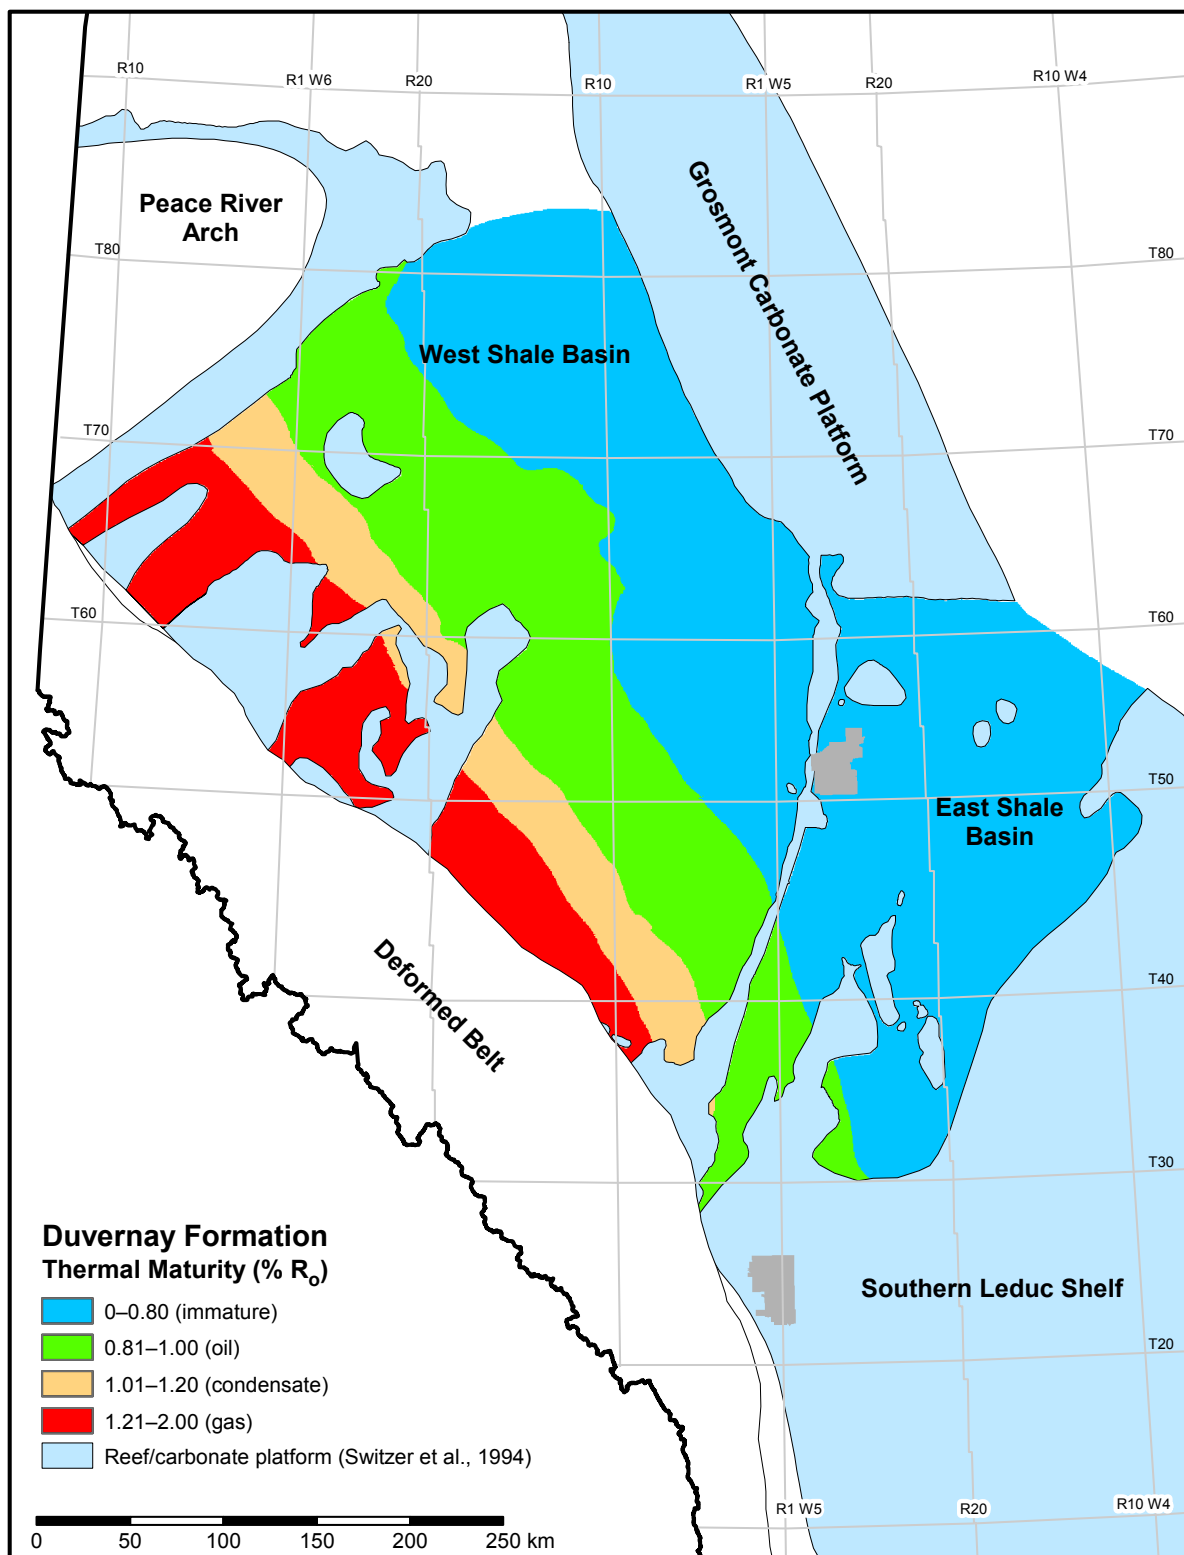 R10
R1 W6
R20
R10
R1 W5
R20
R10 W4
Peace River
Arch
Grosmont Carbonate Platform
T80
T80
West Shale Basin
T70
T70
T60
T60
T50
East Shale
Basin
Deformed Belt
T40
T30
Duvernay Formation
Thermal Maturity (% Ro)
0–0.80 (immature)
0.81–1.00 (oil)
1.01–1.20 (condensate)
1.21–2.00 (gas)
Reef/carbonate platform (Switzer et al., 1994)
Southern Leduc Shelf
T20
R1 W5
R20
R10 W4
0 50 100 150 200 250 km